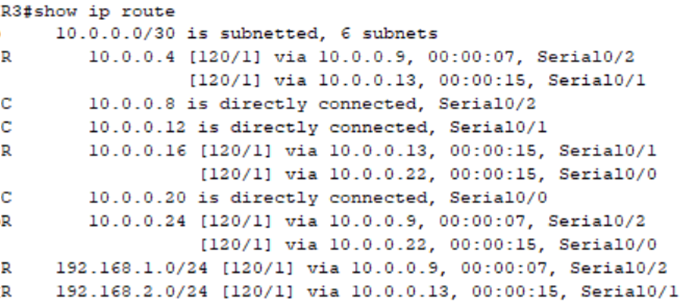 R3#show ip route
10.0.0.0/30 is subnetted, 6 subnets
R 10.0.0.4 [120/1] via 10.0.0.9, 00:00:07, Serial0/2
[120/1] via 10.0.0.13, 00:00:15, Serial0/1
C 10.0.0.8 is directly connected, Serial0/2
C 10.0.0.12 is directly connected, Serial0/1
R 10.0.0.16 [120/1] via 10.0.0.13, 00:00:15, Serial0/1
[120/1] via 10.0.0.22, 00:00:15, Serial0/0
C 10.0.0.20 is directly connected, Serial0/0
R 10.0.0.24 [120/1] via 10.0.0.9, 00:00:07, Serial0/2
[120/1] via 10.0.0.22, 00:00:15, Serial0/0
R 192.168.1.0/24 [120/1] via 10.0.0.9, 00:00:07, Serial0/2
R 192.168.2.0/24 [120/1] via 10.0.0.13, 00:00:15, Serial0/1